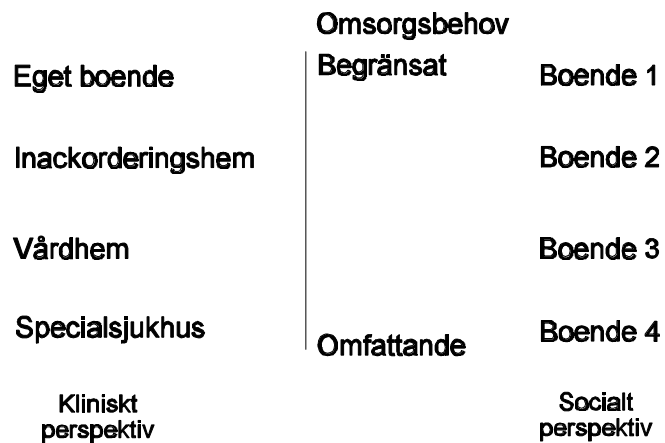 Omsorgsbehov
Eget boende
Begränsat
Boende 1
Inackorderingshem
Boende 2
Vårdhem
Boende 3
Specialsjukhus
Omfattande
Boende 4
Kliniskt
perspektiv
Socialt
perspektiv